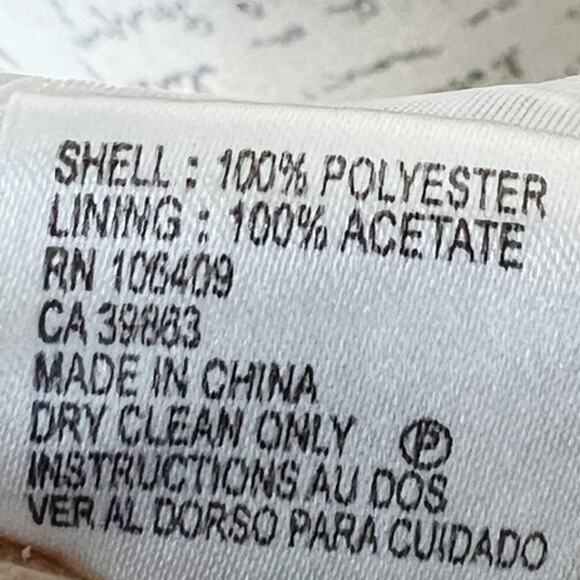 SHELL : 100% POLYESTER
LINING : 100% ACETATE
RN 106409
CA 39863
MADE IN CHINA
DRY CLEAN ONLY Ⓟ
INSTRUCTIONS AU DOS
VER AL DORSO PARA CUIDADO